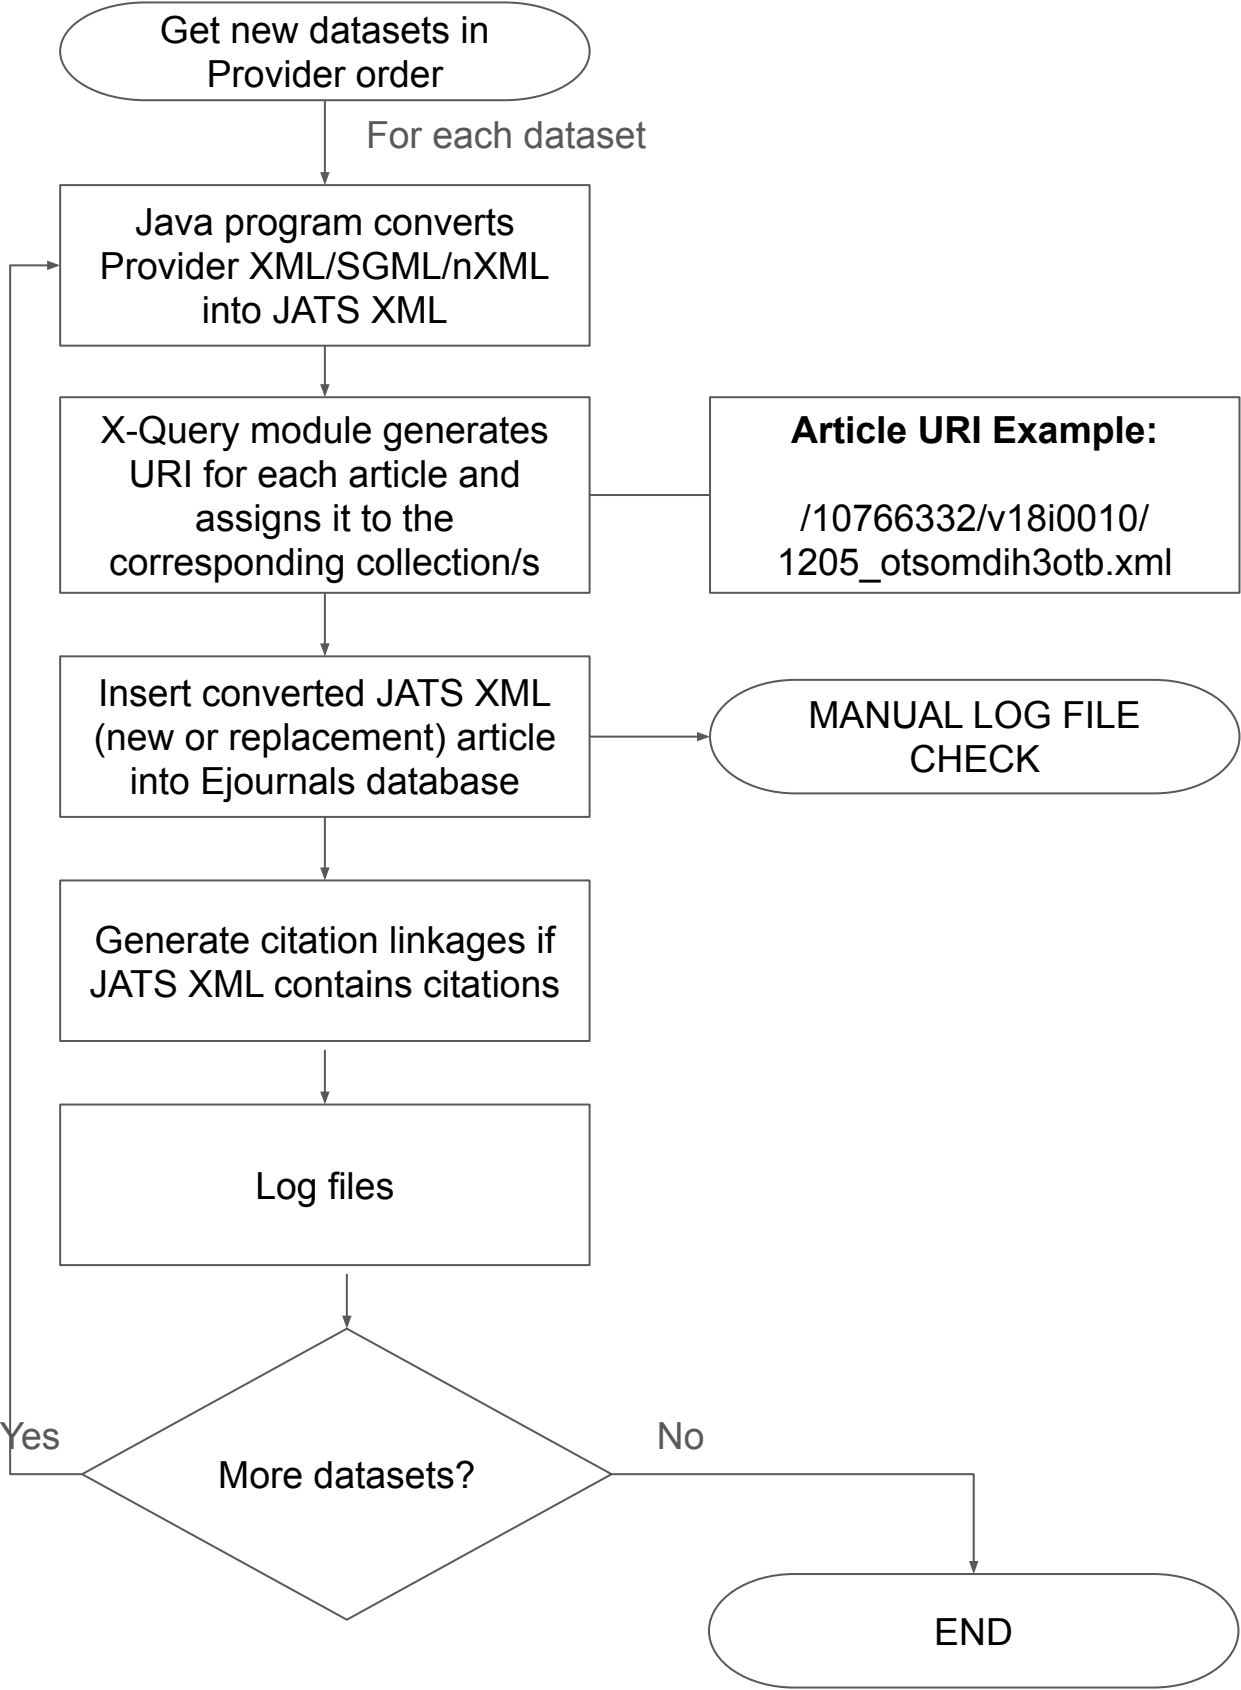 Get new datasets in
Provider order
For each dataset
Java program converts
Provider XML/SGML/nXML
into JATS XML
X-Query module generates
URI for each article and
assigns it to the
corresponding collection/s
Article URI Example:
/10766332/v18i0010/
1205_otsomdih3otb.xml
Insert converted JATS XML
(new or replacement) article
into Ejournals database
MANUAL LOG FILE
CHECK
Generate citation linkages if
JATS XML contains citations
Log files
Yes
No
More datasets?
END